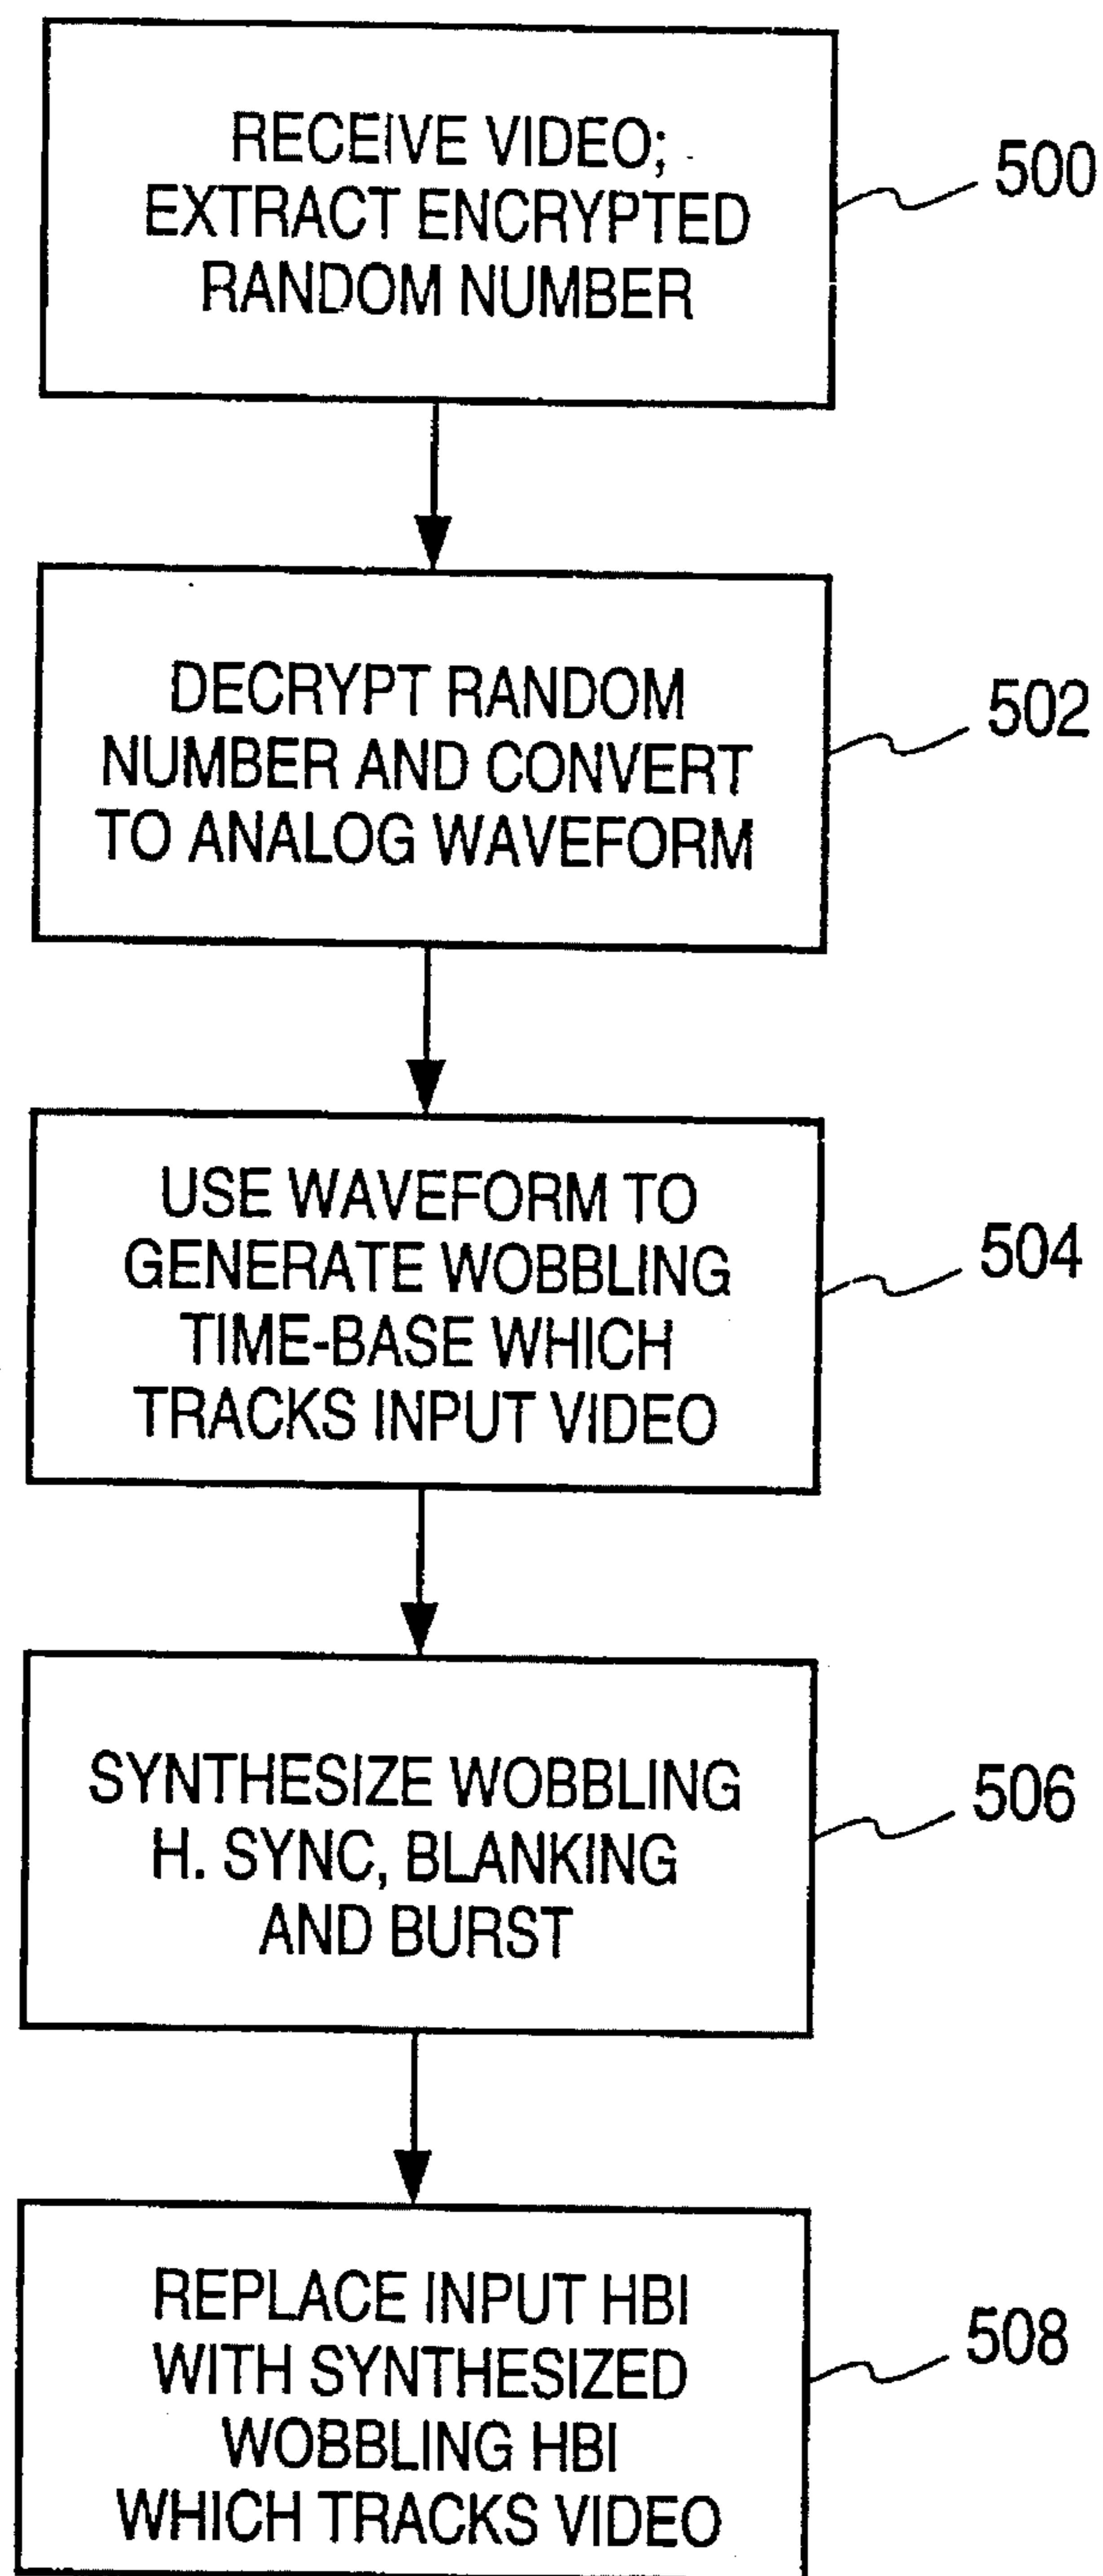 RECEIVE VIDEO;
EXTRACT ENCRYPTED
RANDOM NUMBER
500
DECRYPT RANDOM
NUMBER AND CONVERT
TO ANALOG WAVEFORM
502
USE WAVEFORM TO
GENERATE WOBBLING
TIME-BASE WHICH
TRACKS INPUT VIDEO
504
SYNTHESIZE WOBBLING
H. SYNC, BLANKING
AND BURST
506
REPLACE INPUT HBI
WITH SYNTHESIZED
WOBBLING HBI
WHICH TRACKS VIDEO
508